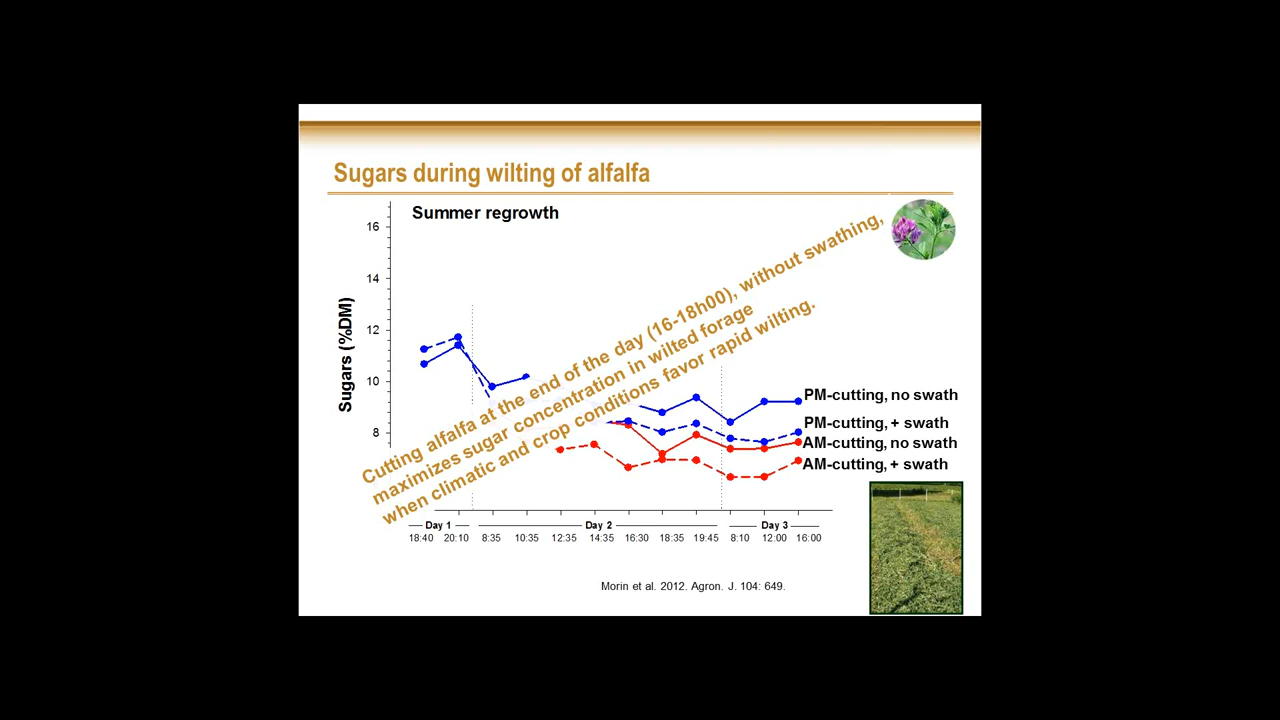 Sugars during wilting of alfalfa
Summer regrowth
16
14
12
10
8
Sugars (%DM)
Cutting alfalfa at the end of the day (16-18h00), without swathing,
maximizes sugar concentration in wilted forage
when climatic and crop conditions favor rapid wilting.
PM-cutting, no swath
PM-cutting, + swath
AM-cutting, no swath
AM-cutting, + swath
Day 1 Day 2 Day 3
18:40 20:10 8:35 10:35 12:35 14:35 16:30 18:35 19:45 8:10 12:00 16:00
Morin et al. 2012. Agron. J. 104: 649.